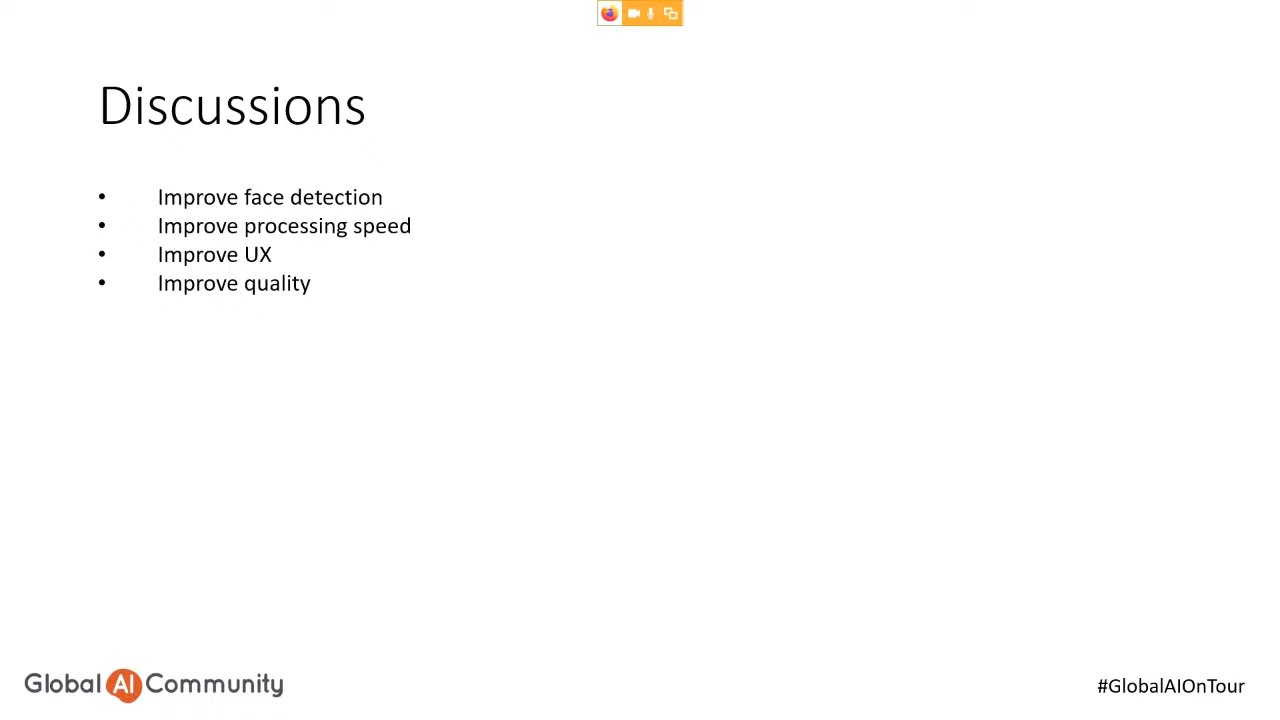 Discussions
• Improve face detection
• Improve processing speed
• Improve UX
• Improve quality
Global AI Community
#GlobalAIOnTour